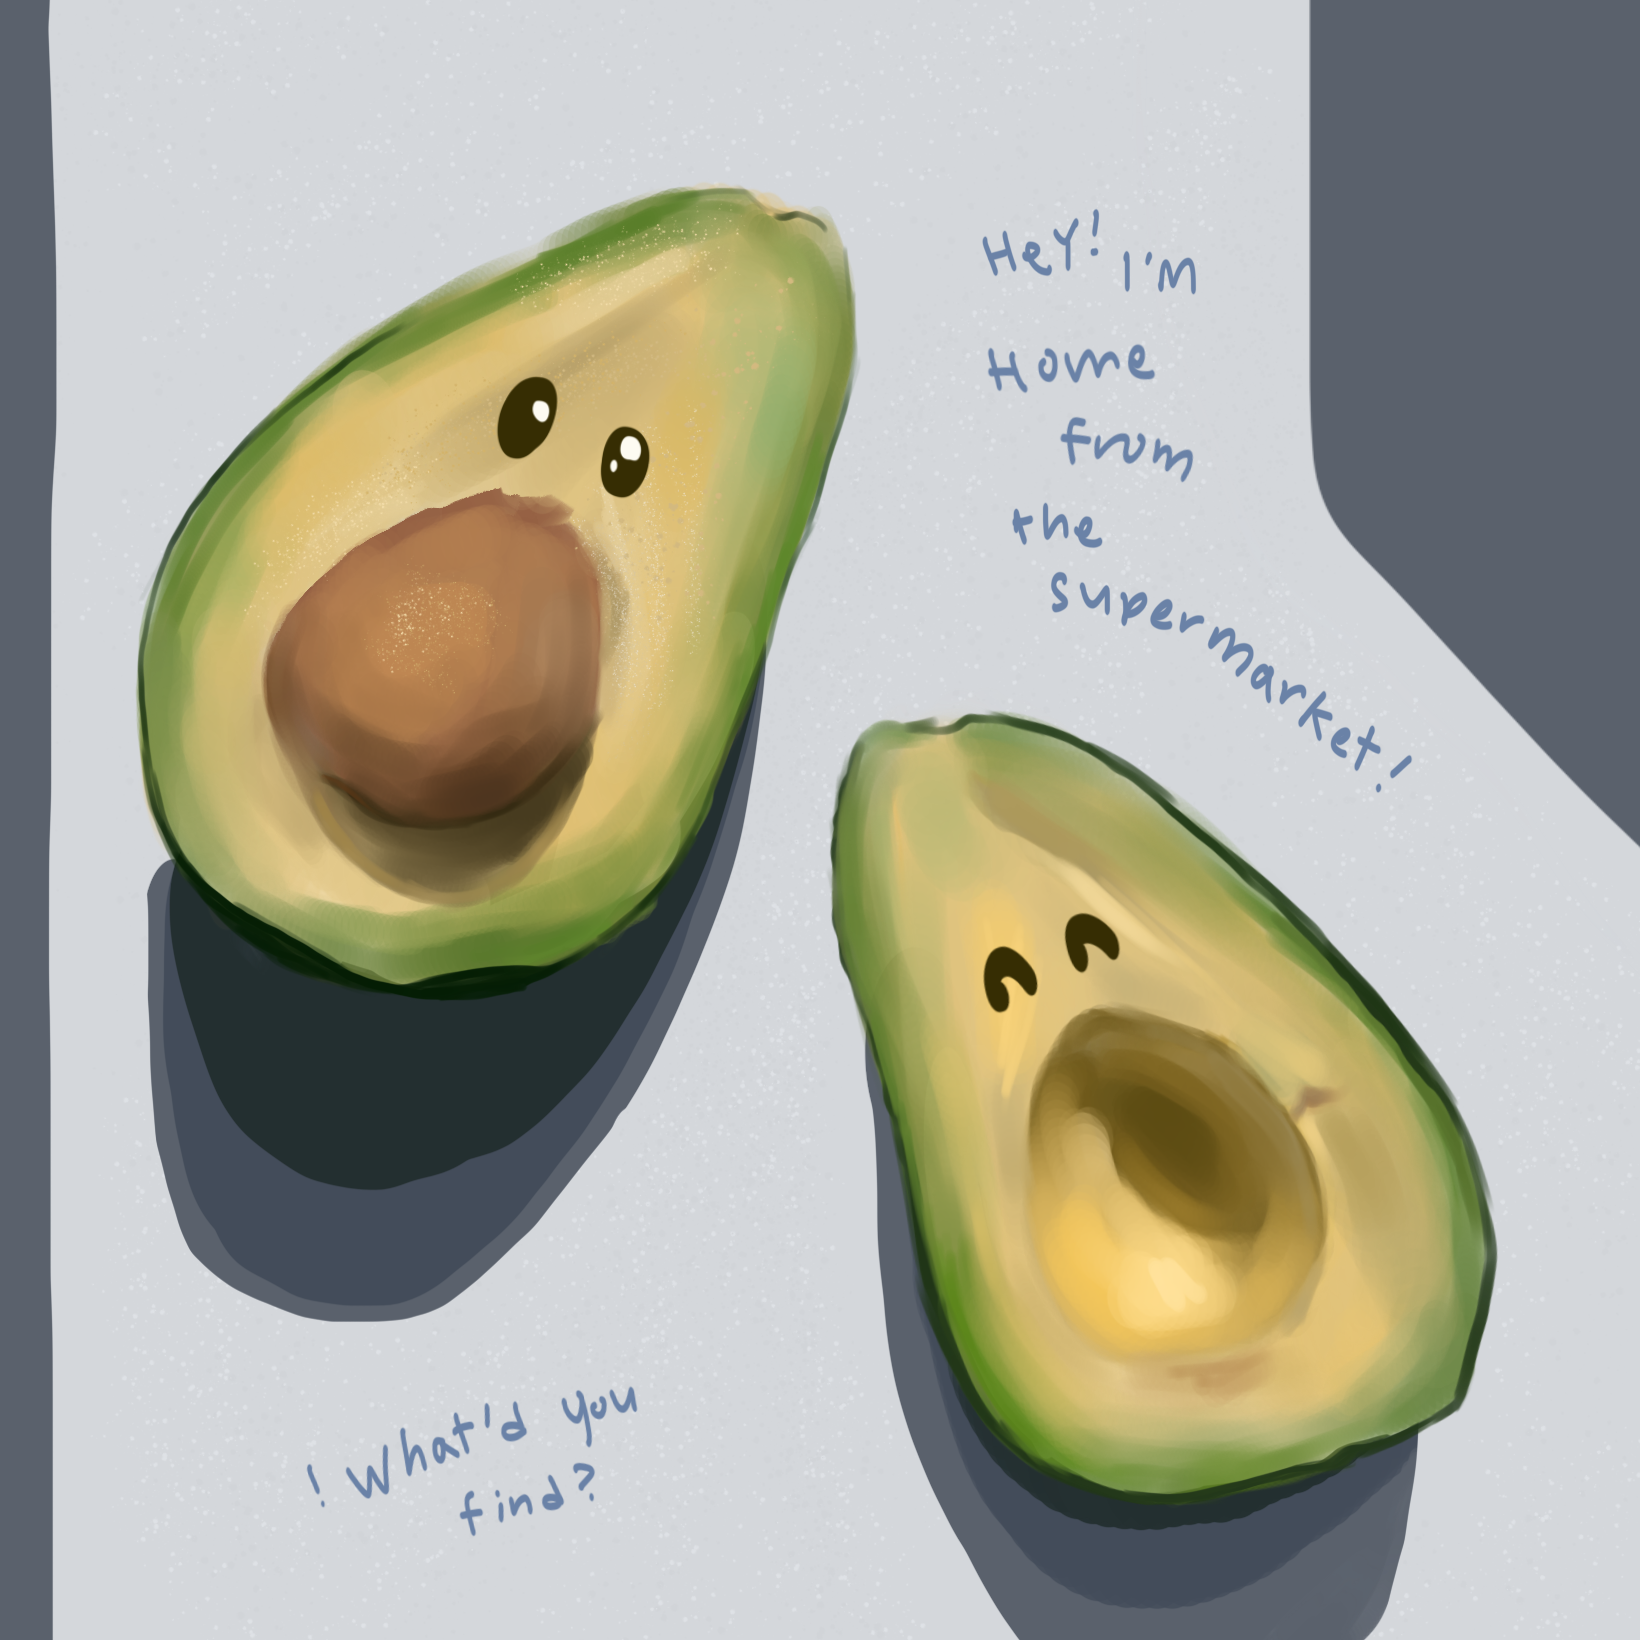 Hey! I'm
Home
from
the
supermarket!
! What'd you
find?